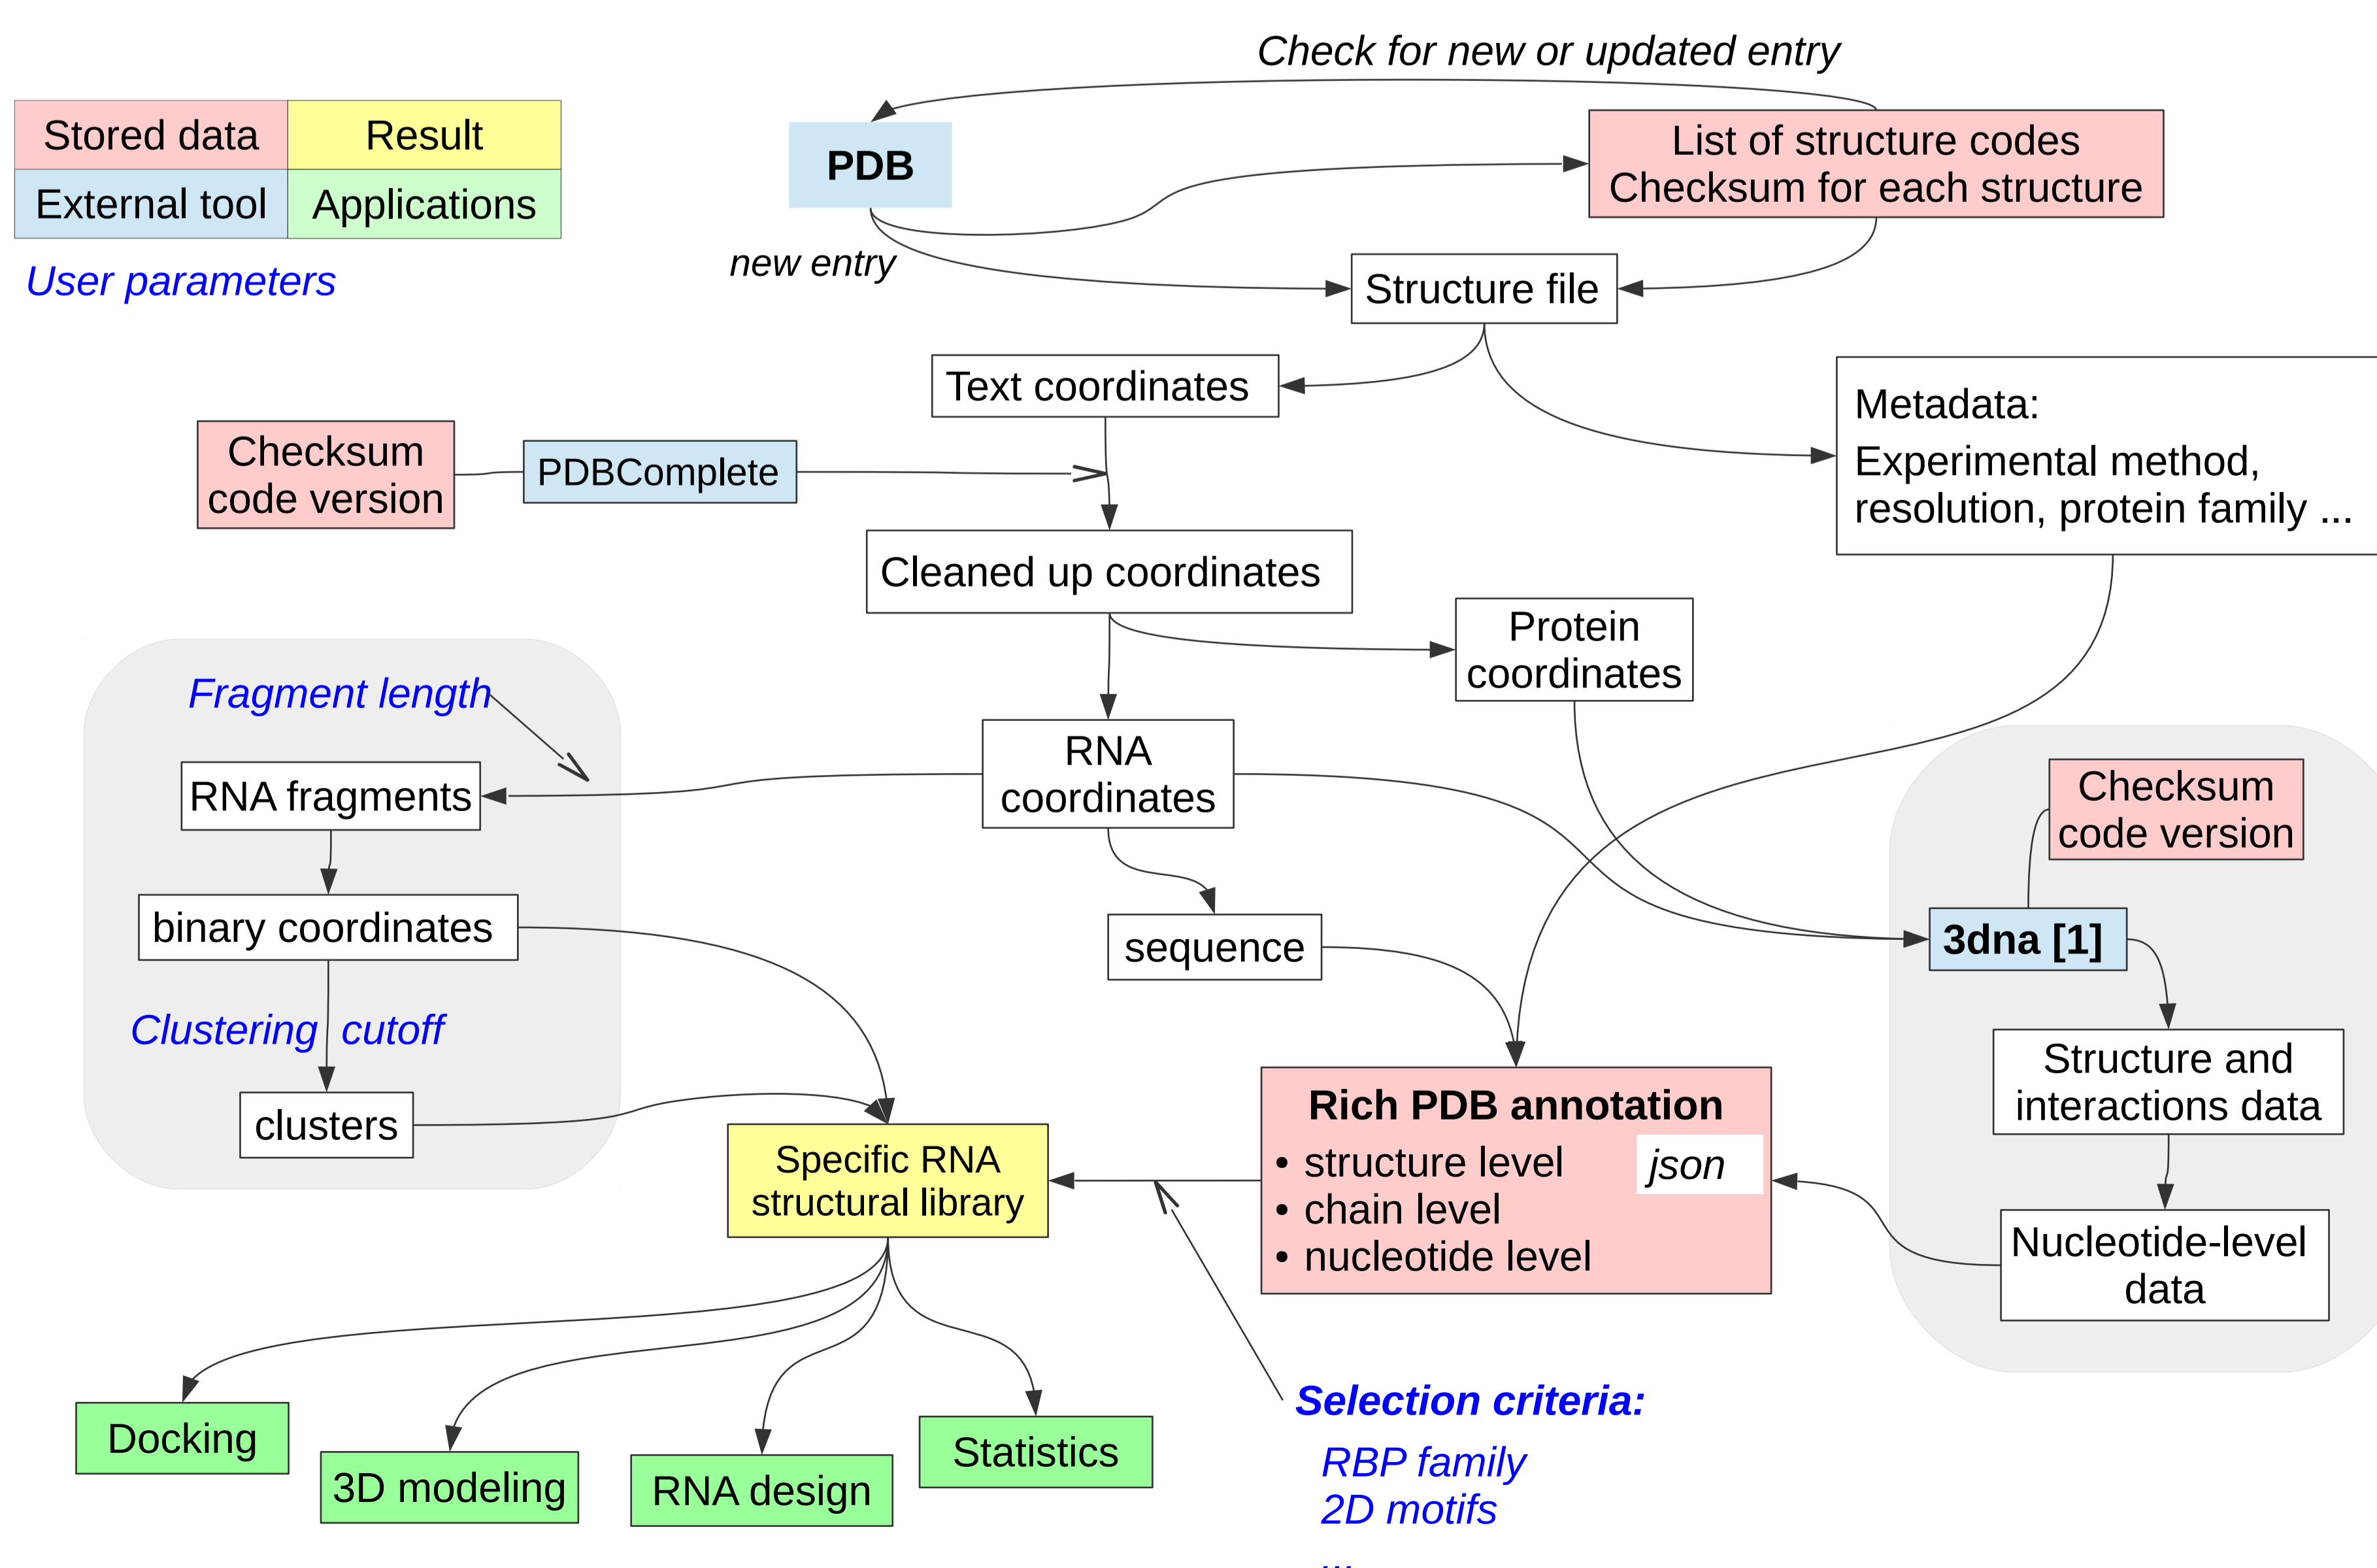 Check for new or updated entry
Stored data
Result
External tool
Applications
User parameters
PDB
List of structure codes
Checksum for each structure
new entry
Structure file
Text coordinates
Metadata:
Experimental method,
resolution, protein family ...
Checksum
code version
PDBComplete
Cleaned up coordinates
Protein
coordinates
Fragment length
RNA fragments
RNA
coordinates
Checksum
code version
binary coordinates
sequence
3dna [1]
Clustering cutoff
clusters
Structure and
interactions data
Specific RNA
structural library
Rich PDB annotation
• structure level
json
• chain level
• nucleotide level
Nucleotide-level
data
Docking
3D modeling
RNA design
Statistics
Selection criteria:
RBP family
2D motifs
...